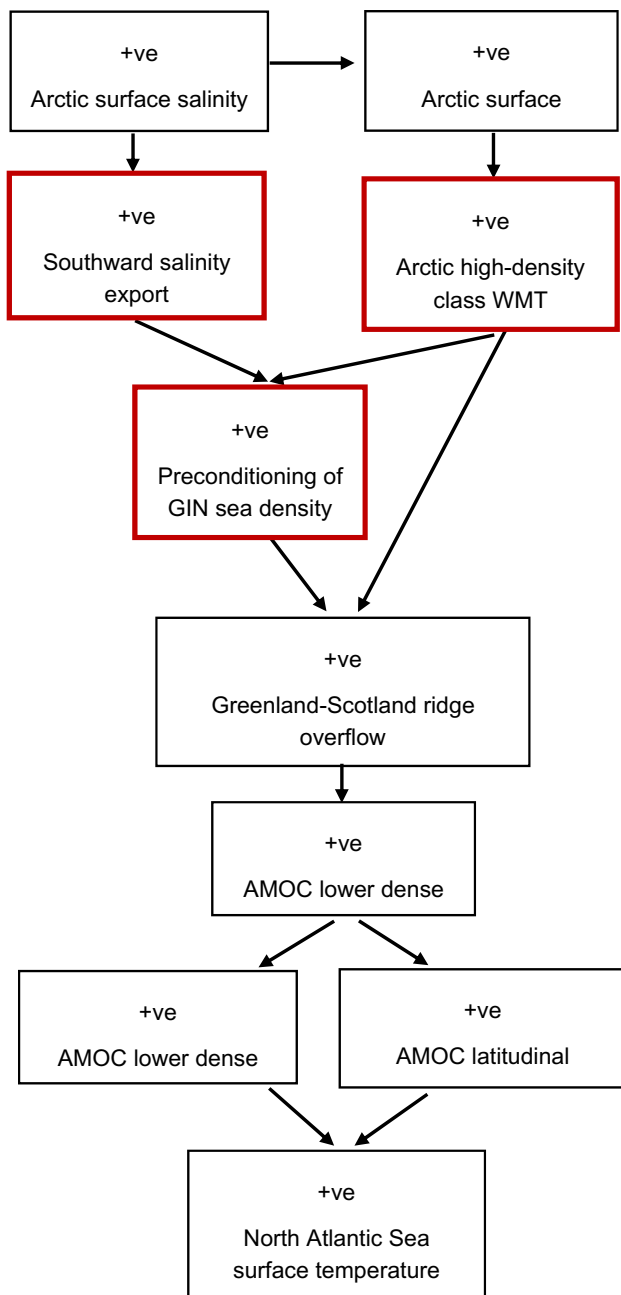 +ve
Arctic surface salinity
+ve
Arctic surface
+ve
Southward salinity
export
+ve
Arctic high-density
class WMT
+ve
Preconditioning of
GIN sea density
+ve
Greenland-Scotland ridge
overflow
+ve
AMOC lower dense
+ve
AMOC lower dense
+ve
AMOC latitudinal
+ve
North Atlantic Sea
surface temperature